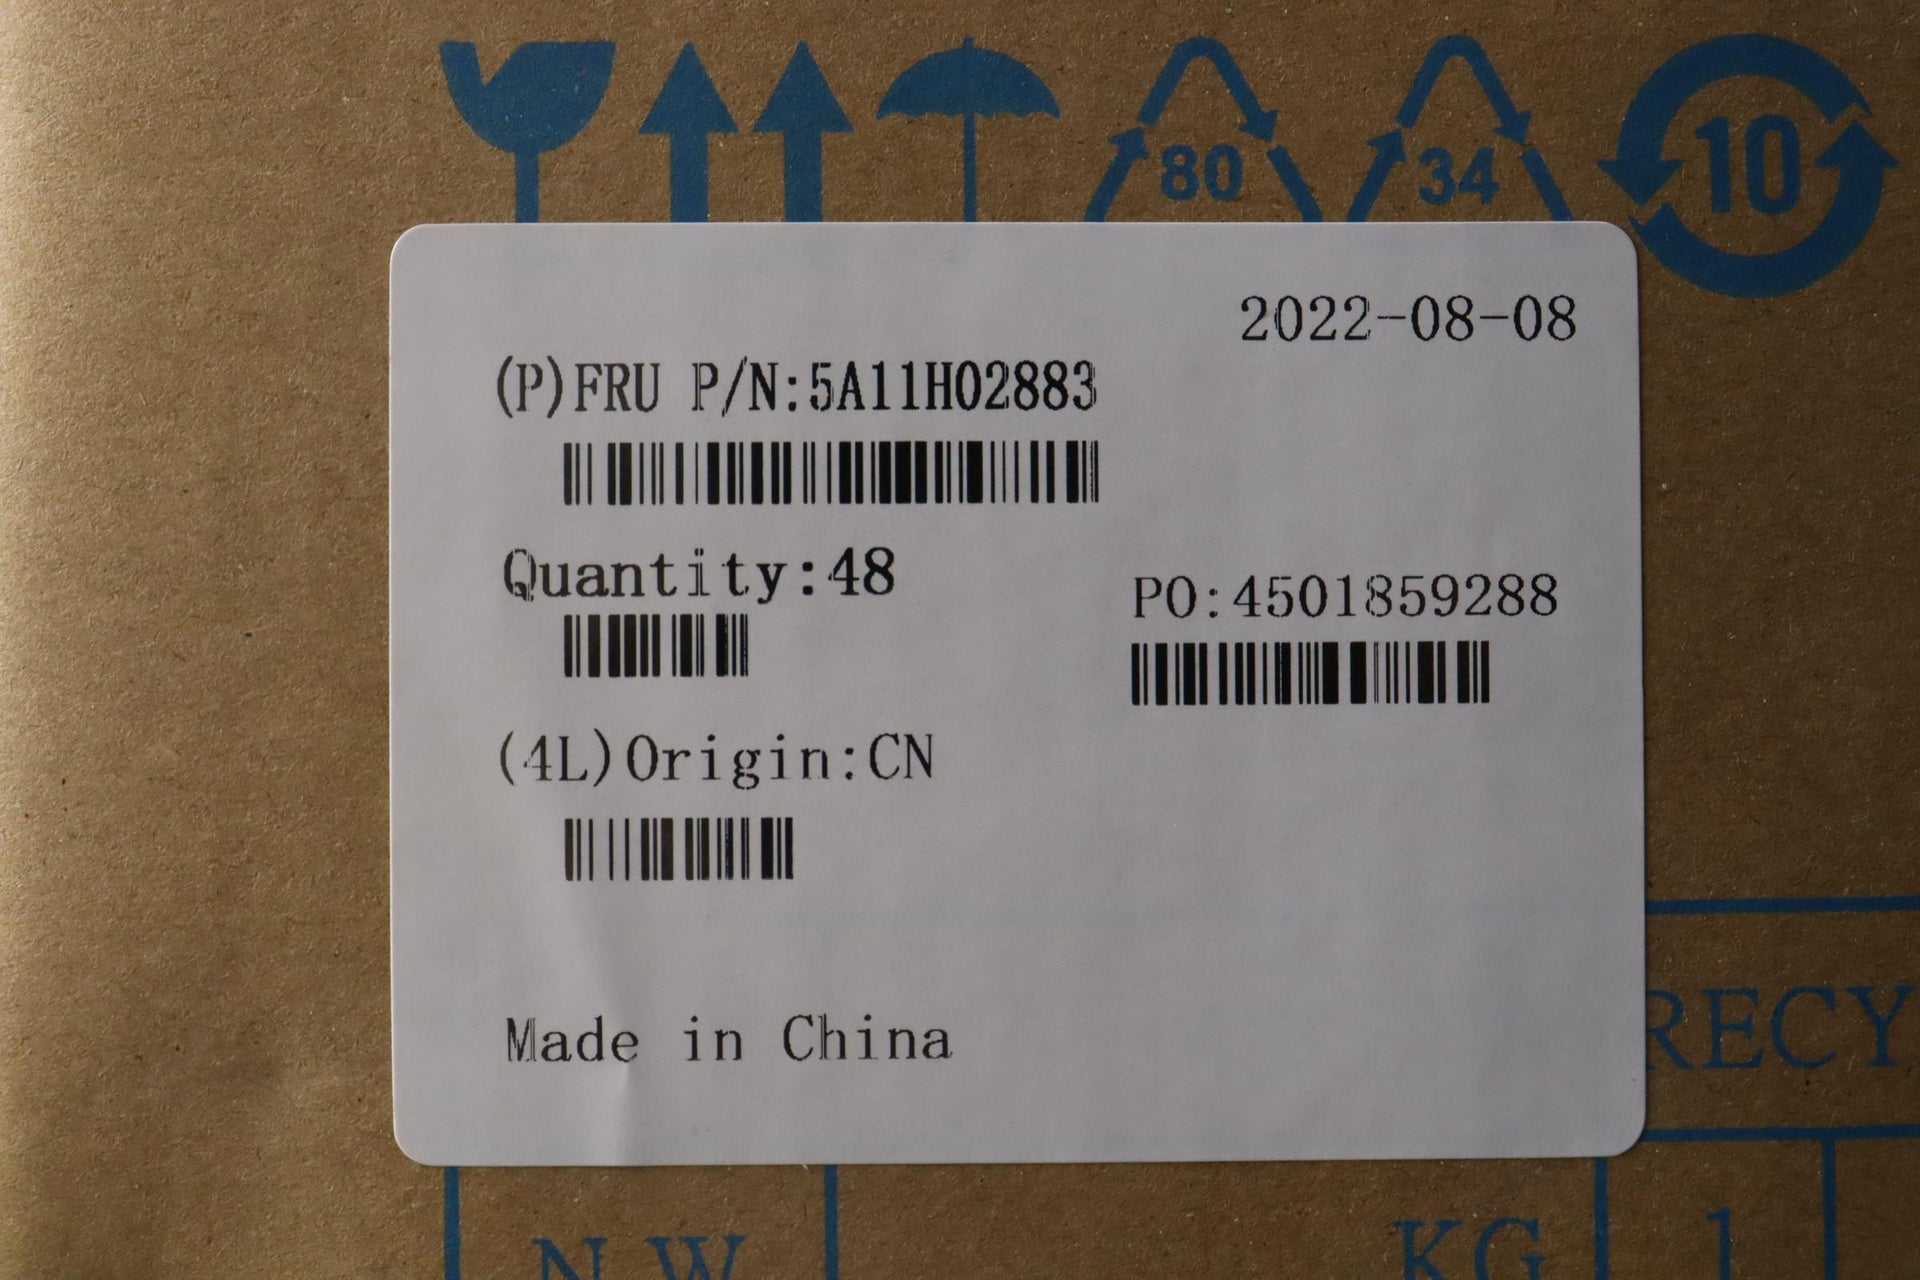 80
34
10
2022-08-08
(P)FRU P/N:5A11H02883
Quantity:48
PO:4501859288
(4L)Origin:CN
RECY
Made in China
N.W
KG
1